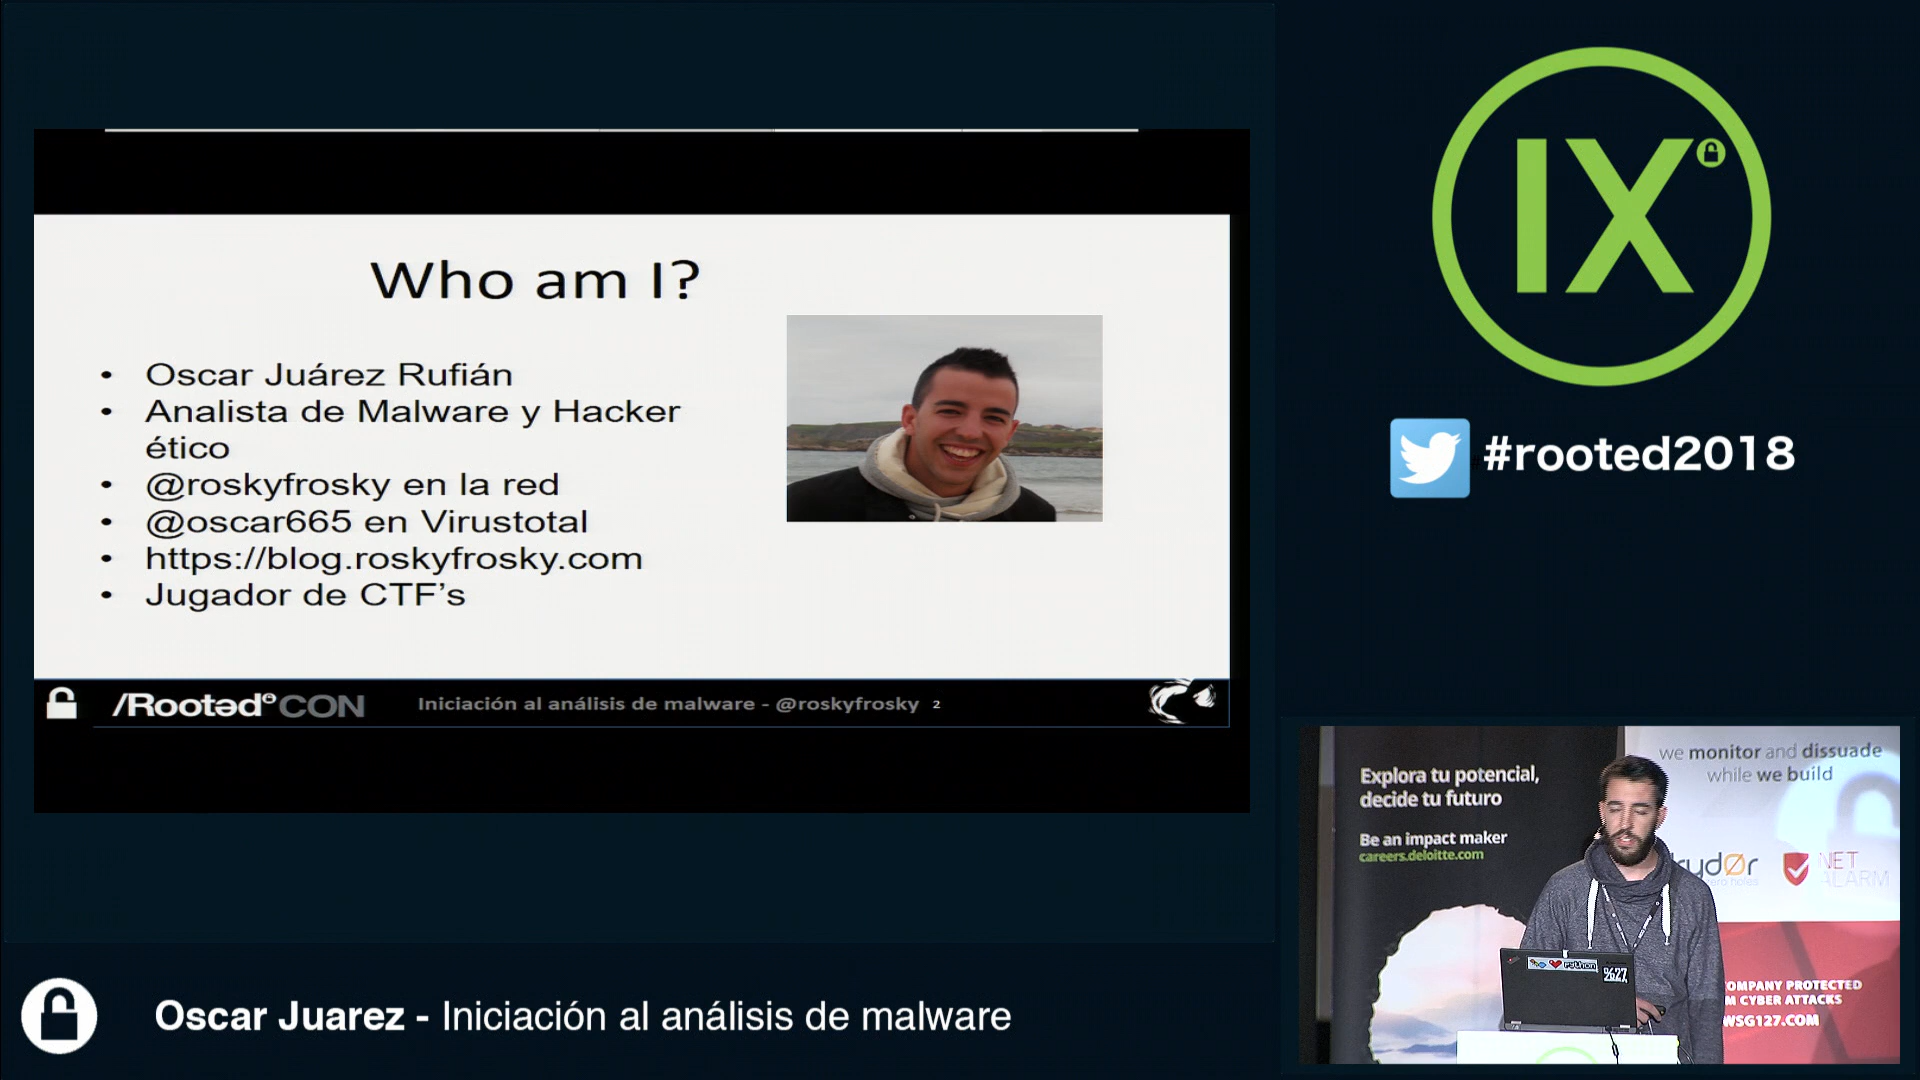 Who am I?
• Oscar Juárez Rufián
• Analista de Malware y Hacker
ético
• @roskyfrosky en la red
• @oscar665 en Virustotal
• https://blog.roskyfrosky.com
• Jugador de CTF’s
/Rootəd CON
Iniciación al análisis de malware - @roskyfrosky 2
IX
#rooted2018
Explora tu potencial,
decide tu futuro
Be an impact maker
careers.deloitte.com
we monitor and dissuade
while we build
NET
ALARM
OMPANY PROTECTED
M CYBER ATTACKS
WSG127.COM
python
Oscar Juarez - Iniciación al análisis de malware